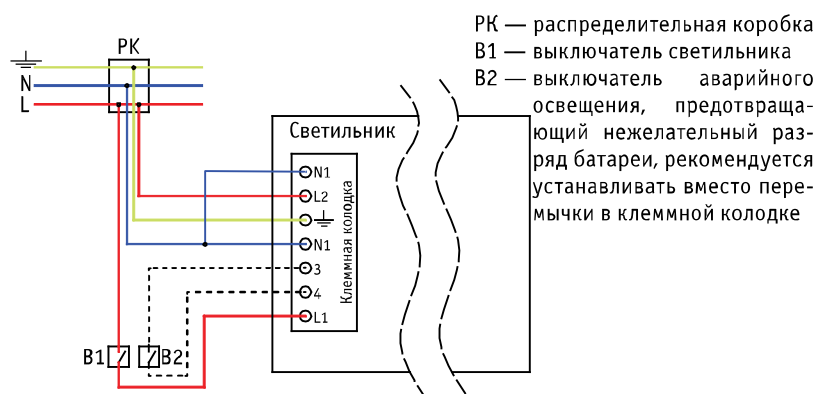 РК — распределительная коробка
В1 — выключатель светильника
В2 — выключатель аварийного
освещения, предотвраща-
ющий нежелательный раз-
ряд батареи, рекомендуется
устанавливать вместо пере-
мычки в клеммной колодке
РК
N
L
Светильник
Клеммная колодка
N1
L2
N1
3
4
L1
В1
В2